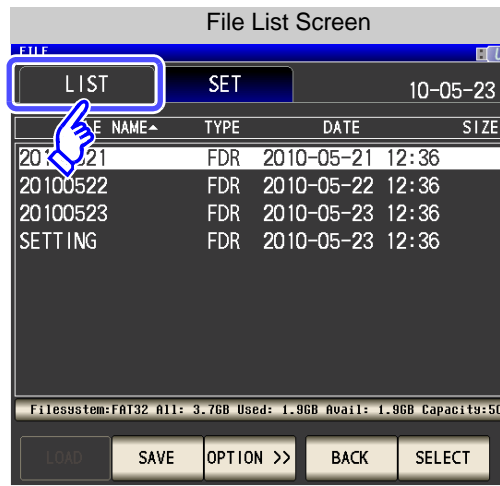 File List Screen
FILE
LIST SET 10-05-23
NAME▲ TYPE DATE SIZE
FDR 2010-05-21 12:36
20100522 FDR 2010-05-22 12:36
20100523 FDR 2010-05-23 12:36
SETTING FDR 2010-05-23 12:36
Filesystem:FAT32 All: 3.7GB Used: 1.9GB Avail: 1.9GB Capacity:50
LOAD SAVE OPTION >> BACK SELECT